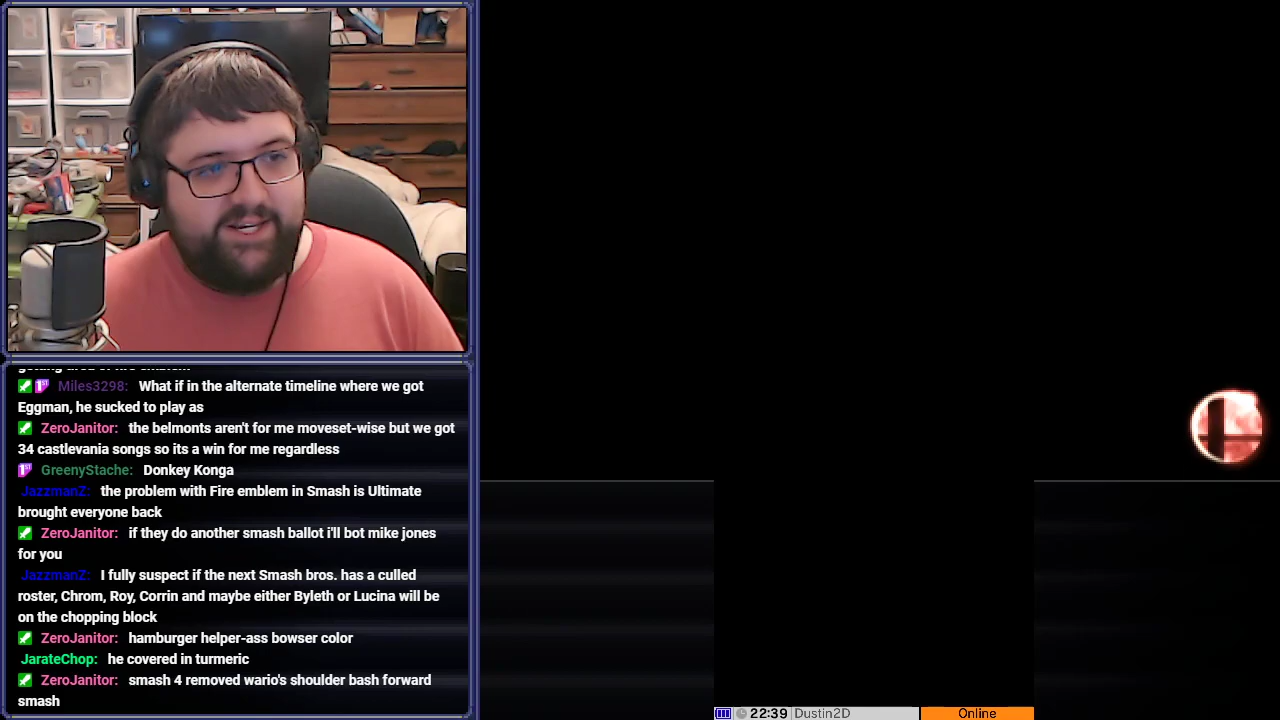 Miles3298: What if in the alternate timeline where we got
Eggman, he sucked to play as
ZeroJanitor: the belmonts aren't for me moveset-wise but we got
34 castlevania songs so its a win for me regardless
GreenyStache: Donkey Konga
JazzmanZ: the problem with Fire emblem in Smash is Ultimate
brought everyone back
ZeroJanitor: if they do another smash ballot i'll bot mike jones
for you
JazzmanZ: I fully suspect if the next Smash bros. has a culled
roster, Chrom, Roy, Corrin and maybe either Byleth or Lucina will be
on the chopping block
ZeroJanitor: hamburger helper-ass bowser color
JarateChop: he covered in turmeric
ZeroJanitor: smash 4 removed wario's shoulder bash forward
smash
22:39 Dustin2D Online